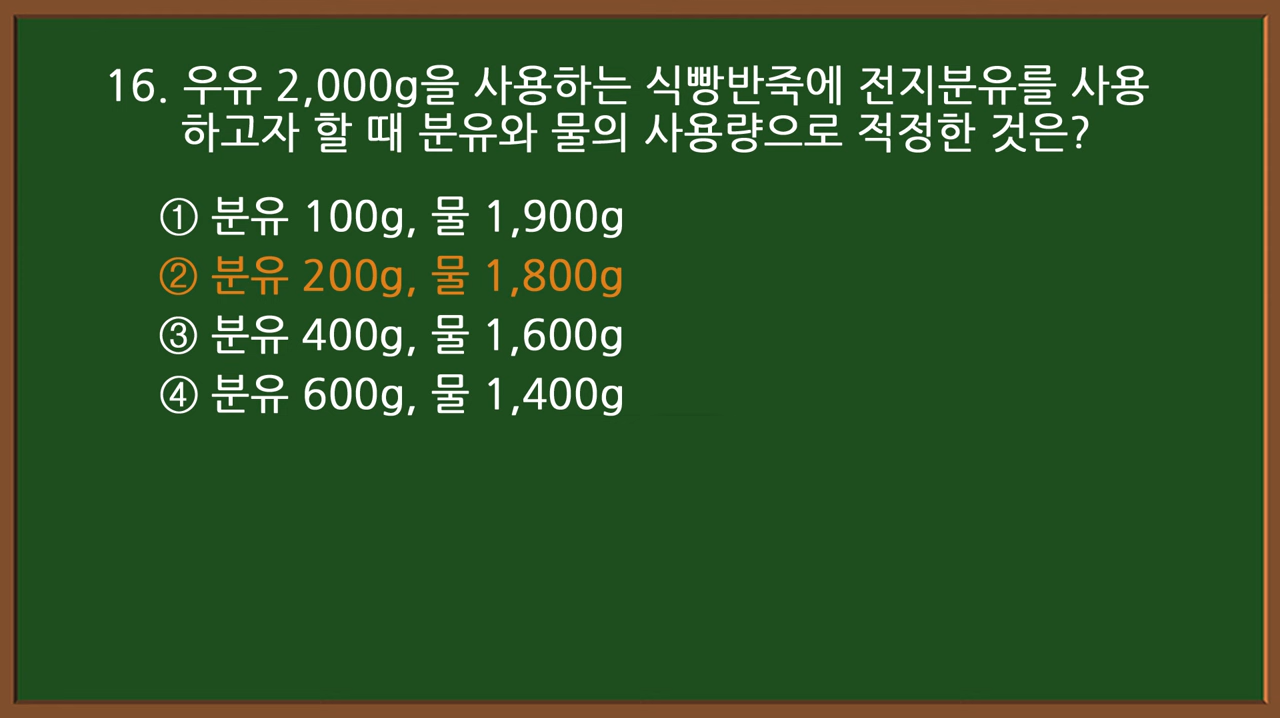 16. 우유 2,000g을 사용하는 식빵반죽에 전지분유를 사용
하고자 할 때 분유와 물의 사용량으로 적정한 것은?
① 분유 100g, 물 1,900g
② 분유 200g, 물 1,800g
③ 분유 400g, 물 1,600g
④ 분유 600g, 물 1,400g